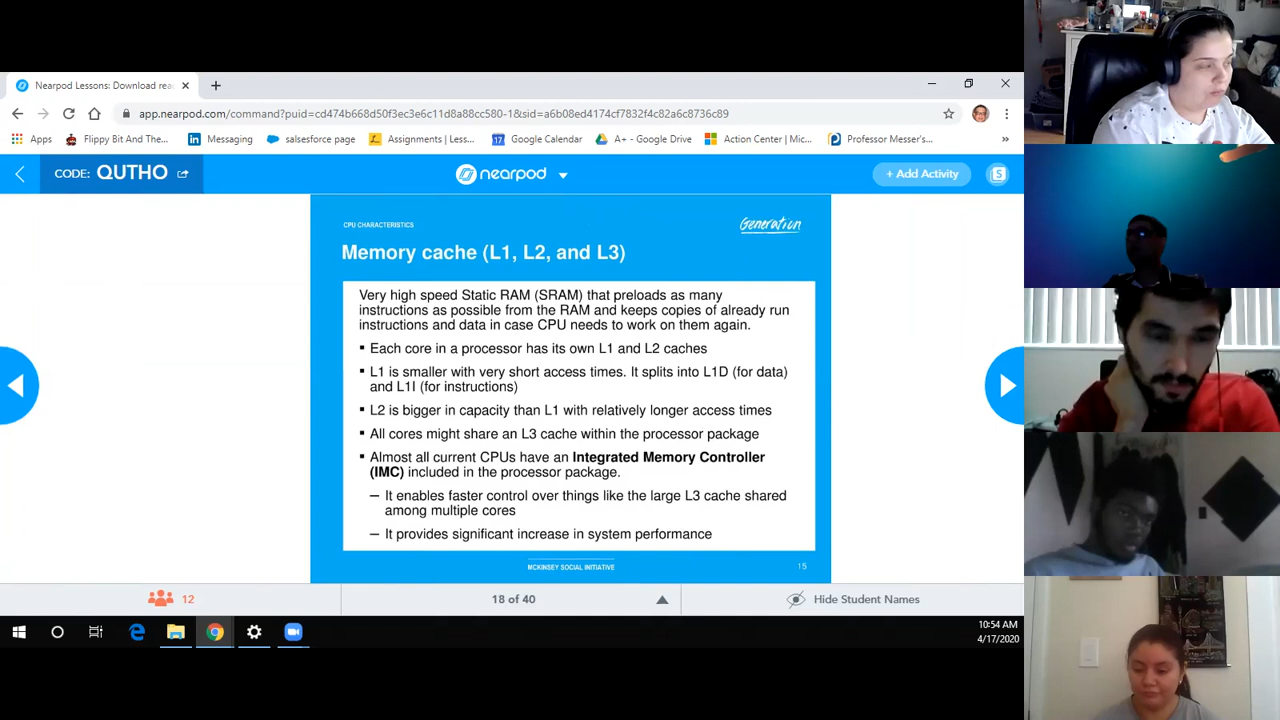 Nearpod Lessons: Download rea
app.nearpod.com/command?puid=cd474b668d50f3ec3e6c11d8a88cc580-1&sid=a6b08ed4174cf7832f4c82a6c8736c89
Apps Flippy Bit And The... Messaging salesforce page Assignments | Less... Google Calendar A+ - Google Drive Action Center | Mic... Professor Messer's... »
17
CODE: QUTHO nearpod + Add Activity S
CPU CHARACTERISTICS
Generation
Memory cache (L1, L2, and L3)
Very high speed Static RAM (SRAM) that preloads as many
instructions as possible from the RAM and keeps copies of already run
instructions and data in case CPU needs to work on them again.
▪ Each core in a processor has its own L1 and L2 caches
▪ L1 is smaller with very short access times. It splits into L1D (for data)
and L1I (for instructions)
▪ L2 is bigger in capacity than L1 with relatively longer access times
▪ All cores might share an L3 cache within the processor package
▪ Almost all current CPUs have an Integrated Memory Controller
(IMC) included in the processor package.
– It enables faster control over things like the large L3 cache shared
among multiple cores
– It provides significant increase in system performance
MCKINSEY SOCIAL INITIATIVE 15
12 18 of 40 Hide Student Names
10:54 AM
4/17/2020